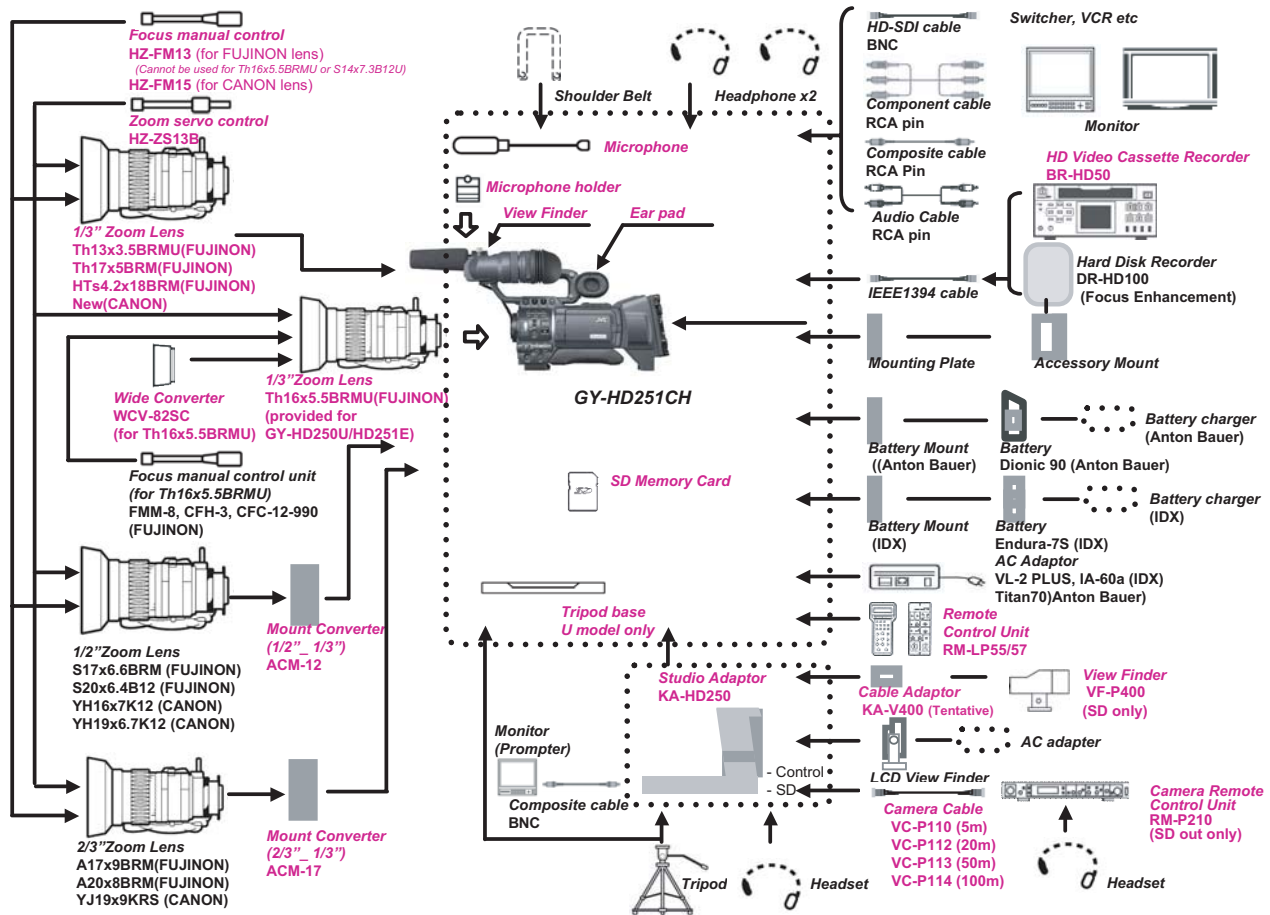 Focus manual control
HZ-FM13 (for FUJINON lens)
(Cannot be used for Th16x5.5BRMU or S14x7.3B12U)
HZ-FM15 (for CANON lens)
Zoom servo control
HZ-ZS13B
1/3” Zoom Lens
Th13x3.5BRMU(FUJINON)
Th17x5BRM(FUJINON)
HTs4.2x18BRM(FUJINON)
New(CANON)
Wide Converter
WCV-82SC
(for Th16x5.5BRMU)
1/3”Zoom Lens
Th16x5.5BRMU(FUJINON)
(provided for
GY-HD250U/HD251E)
Focus manual control unit
(for Th16x5.5BRMU)
FMM-8, CFH-3, CFC-12-990
(FUJINON)
Mount Converter
(1/2”_ 1/3”)
ACM-12
1/2”Zoom Lens
S17x6.6BRM (FUJINON)
S20x6.4B12 (FUJINON)
YH16x7K12 (CANON)
YH19x6.7K12 (CANON)
Mount Converter
(2/3”_ 1/3”)
ACM-17
2/3”Zoom Lens
A17x9BRM(FUJINON)
A20x8BRM(FUJINON)
YJ19x9KRS (CANON)
Shoulder Belt
Headphone x2
Microphone
Microphone holder
View Finder
Ear pad
JVC
GY-HD251CH
SD Memory Card
SD
Tripod base
U model only
Studio Adaptor
KA-HD250
- Control
- SD
Monitor
(Prompter)
Composite cable
BNC
Tripod
Headset
HD-SDI cable
BNC
Component cable
RCA pin
Composite cable
RCA Pin
Audio Cable
RCA pin
Switcher, VCR etc
Monitor
HD Video Cassette Recorder
BR-HD50
Hard Disk Recorder
DR-HD100
(Focus Enhancement)
IEEE1394 cable
Mounting Plate
Accessory Mount
Battery Mount
((Anton Bauer)
Battery
Dionic 90 (Anton Bauer)
Battery charger
(Anton Bauer)
Battery Mount
(IDX)
Battery
Endura-7S (IDX)
Battery charger
(IDX)
AC Adaptor
VL-2 PLUS, IA-60a (IDX)
Titan70)Anton Bauer)
Remote
Control Unit
RM-LP55/57
Cable Adaptor
KA-V400 (Tentative)
View Finder
VF-P400
(SD only)
AC adapter
LCD View Finder
Camera Cable
VC-P110 (5m)
VC-P112 (20m)
VC-P113 (50m)
VC-P114 (100m)
Camera Remote
Control Unit
RM-P210
(SD out only)
Headset